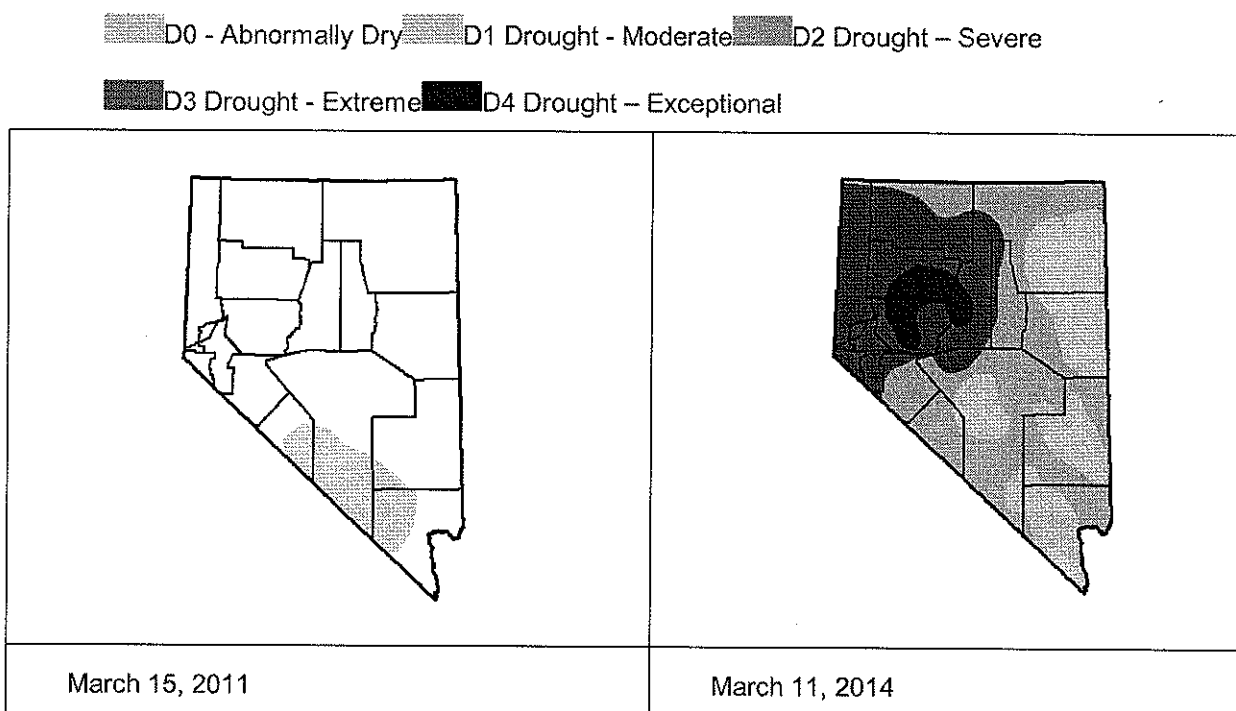 D0 - Abnormally Dry D1 Drought - Moderate D2 Drought – Severe
D3 Drought - Extreme D4 Drought – Exceptional
March 15, 2011
March 11, 2014